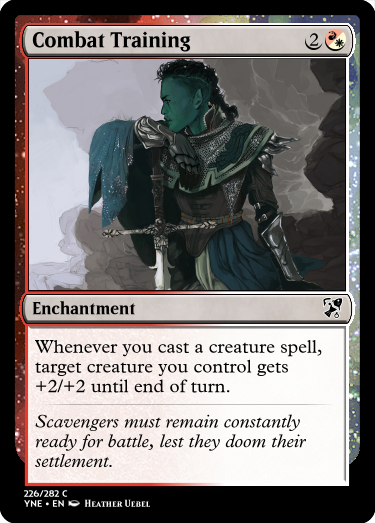 Combat Training 2
Enchantment
Whenever you cast a creature spell,
target creature you control gets
+2/+2 until end of turn.
Scavengers must remain constantly
ready for battle, lest they doom their
settlement.
226/282 C
YNE • EN Heather Uebel